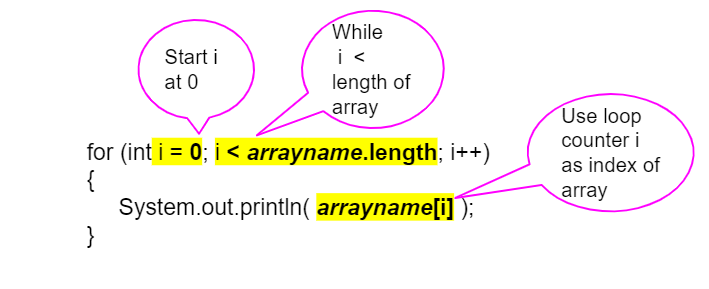 Start i
at 0
While
i <
length of
array
Use loop
counter i
as index of
array
for (int i = 0; i < arrayname.length; i++)
{
System.out.println( arrayname[i] );
}